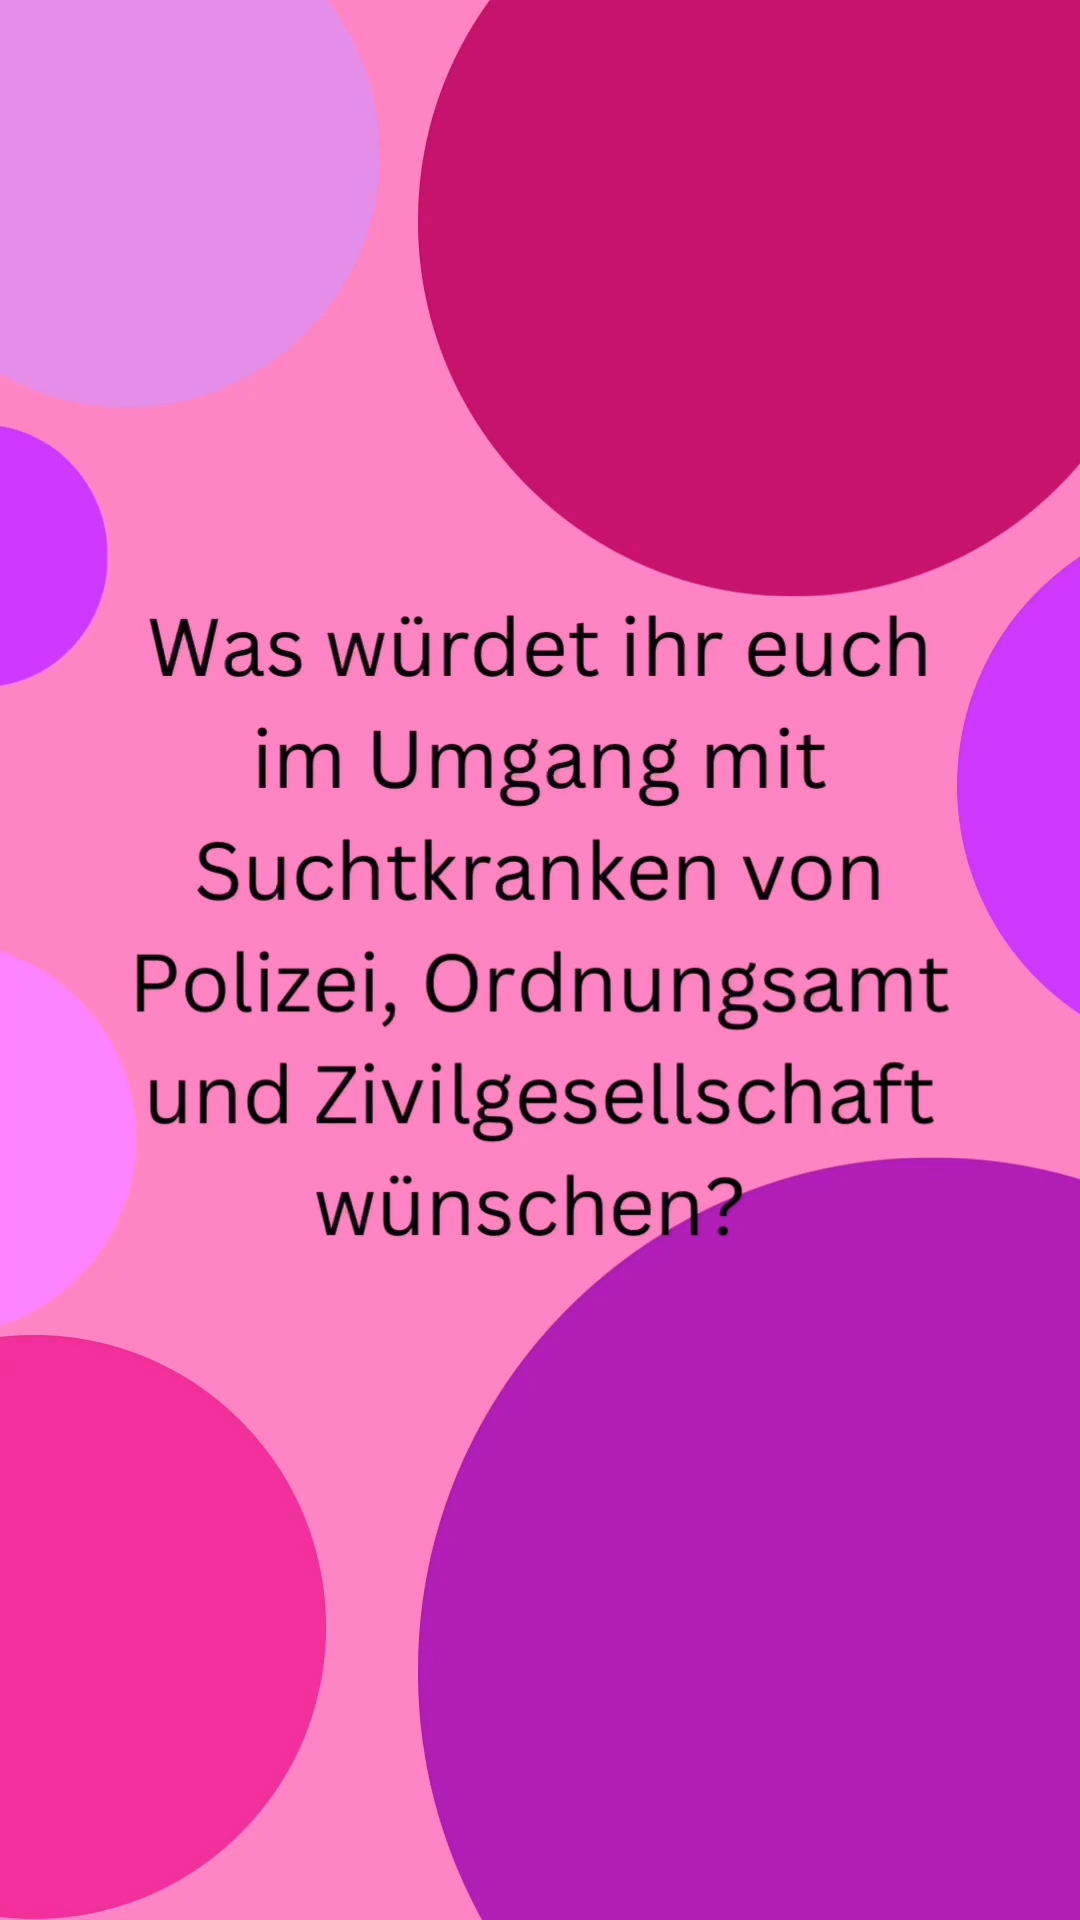 Was würdet ihr euch
im Umgang mit
Suchtkranken von
Polizei, Ordnungsamt
und Zivilgesellschaft
wünschen?